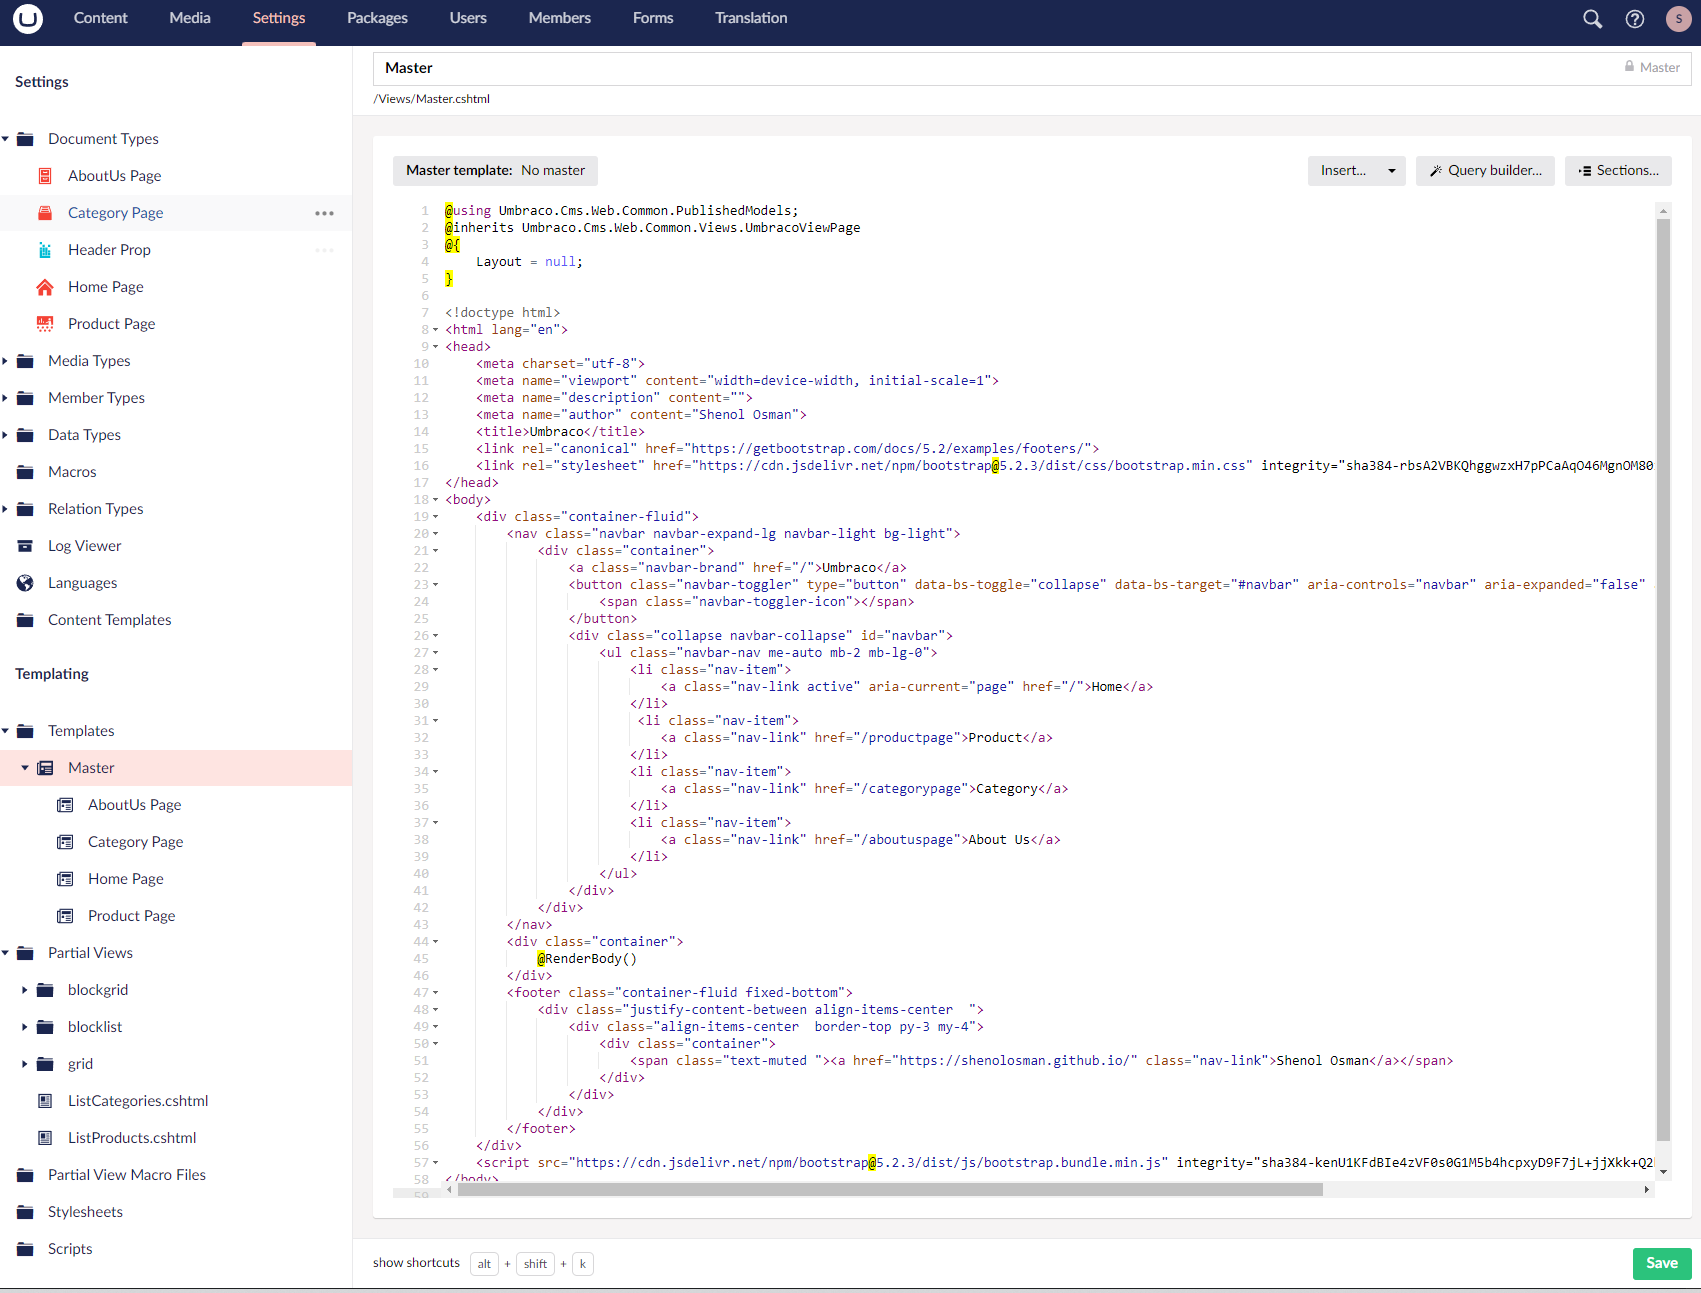 Content Media Settings Packages Users Members Forms Translation S
Settings
Document Types
AboutUs Page
Category Page
Header Prop
Home Page
Product Page
Media Types
Member Types
Data Types
Macros
Relation Types
Log Viewer
Languages
Content Templates
Templating
Templates
Master
AboutUs Page
Category Page
Home Page
Product Page
Partial Views
blockgrid
blocklist
grid
ListCategories.cshtml
ListProducts.cshtml
Partial View Macro Files
Stylesheets
Scripts
Master Master
/Views/Master.cshtml
Master template: No master Insert... Query builder... Sections...
1 @using Umbraco.Cms.Web.Common.PublishedModels;
2 @inherits Umbraco.Cms.Web.Common.Views.UmbracoViewPage
3 @{
4     Layout = null;
5 }
6
7 <!doctype html>
8 <html lang="en">
9 <head>
10     <meta charset="utf-8">
11     <meta name="viewport" content="width=device-width, initial-scale=1">
12     <meta name="description" content="">
13     <meta name="author" content="Shenol Osman">
14     <title>Umbraco</title>
15     <link rel="canonical" href="https://getbootstrap.com/docs/5.2/examples/footers/">
16     <link rel="stylesheet" href="https://cdn.jsdelivr.net/npm/bootstrap@5.2.3/dist/css/bootstrap.min.css" integrity="sha384-rbsA2VBKQhggwzxH7pPCaAqO46MgnOM80
17 </head>
18 <body>
19     <div class="container-fluid">
20         <nav class="navbar navbar-expand-lg navbar-light bg-light">
21             <div class="container">
22                 <a class="navbar-brand" href="/">Umbraco</a>
23                 <button class="navbar-toggler" type="button" data-bs-toggle="collapse" data-bs-target="#navbar" aria-controls="navbar" aria-expanded="false"
24                     <span class="navbar-toggler-icon"></span>
25                 </button>
26                 <div class="collapse navbar-collapse" id="navbar">
27                     <ul class="navbar-nav me-auto mb-2 mb-lg-0">
28                         <li class="nav-item">
29                             <a class="nav-link active" aria-current="page" href="/">Home</a>
30                         </li>
31                          <li class="nav-item">
32                             <a class="nav-link" href="/productpage">Product</a>
33                         </li>
34                         <li class="nav-item">
35                             <a class="nav-link" href="/categorypage">Category</a>
36                         </li>
37                         <li class="nav-item">
38                             <a class="nav-link" href="/aboutuspage">About Us</a>
39                         </li>
40                     </ul>
41                 </div>
42             </div>
43         </nav>
44         <div class="container">
45             @RenderBody()
46         </div>
47         <footer class="container-fluid fixed-bottom">
48             <div class="justify-content-between align-items-center  ">
49                 <div class="align-items-center  border-top py-3 my-4">
50                     <div class="container">
51                         <span class="text-muted "><a href="https://shenolosman.github.io/" class="nav-link">Shenol Osman</a></span>
52                     </div>
53                 </div>
54             </div>
55         </footer>
56     </div>
57     <script src="https://cdn.jsdelivr.net/npm/bootstrap@5.2.3/dist/js/bootstrap.bundle.min.js" integrity="sha384-kenU1KFdBIe4zVF0s0G1M5b4hcpxyD9F7jL+jjXkk+Q2
58 </body>
59
show shortcuts alt + shift + k Save